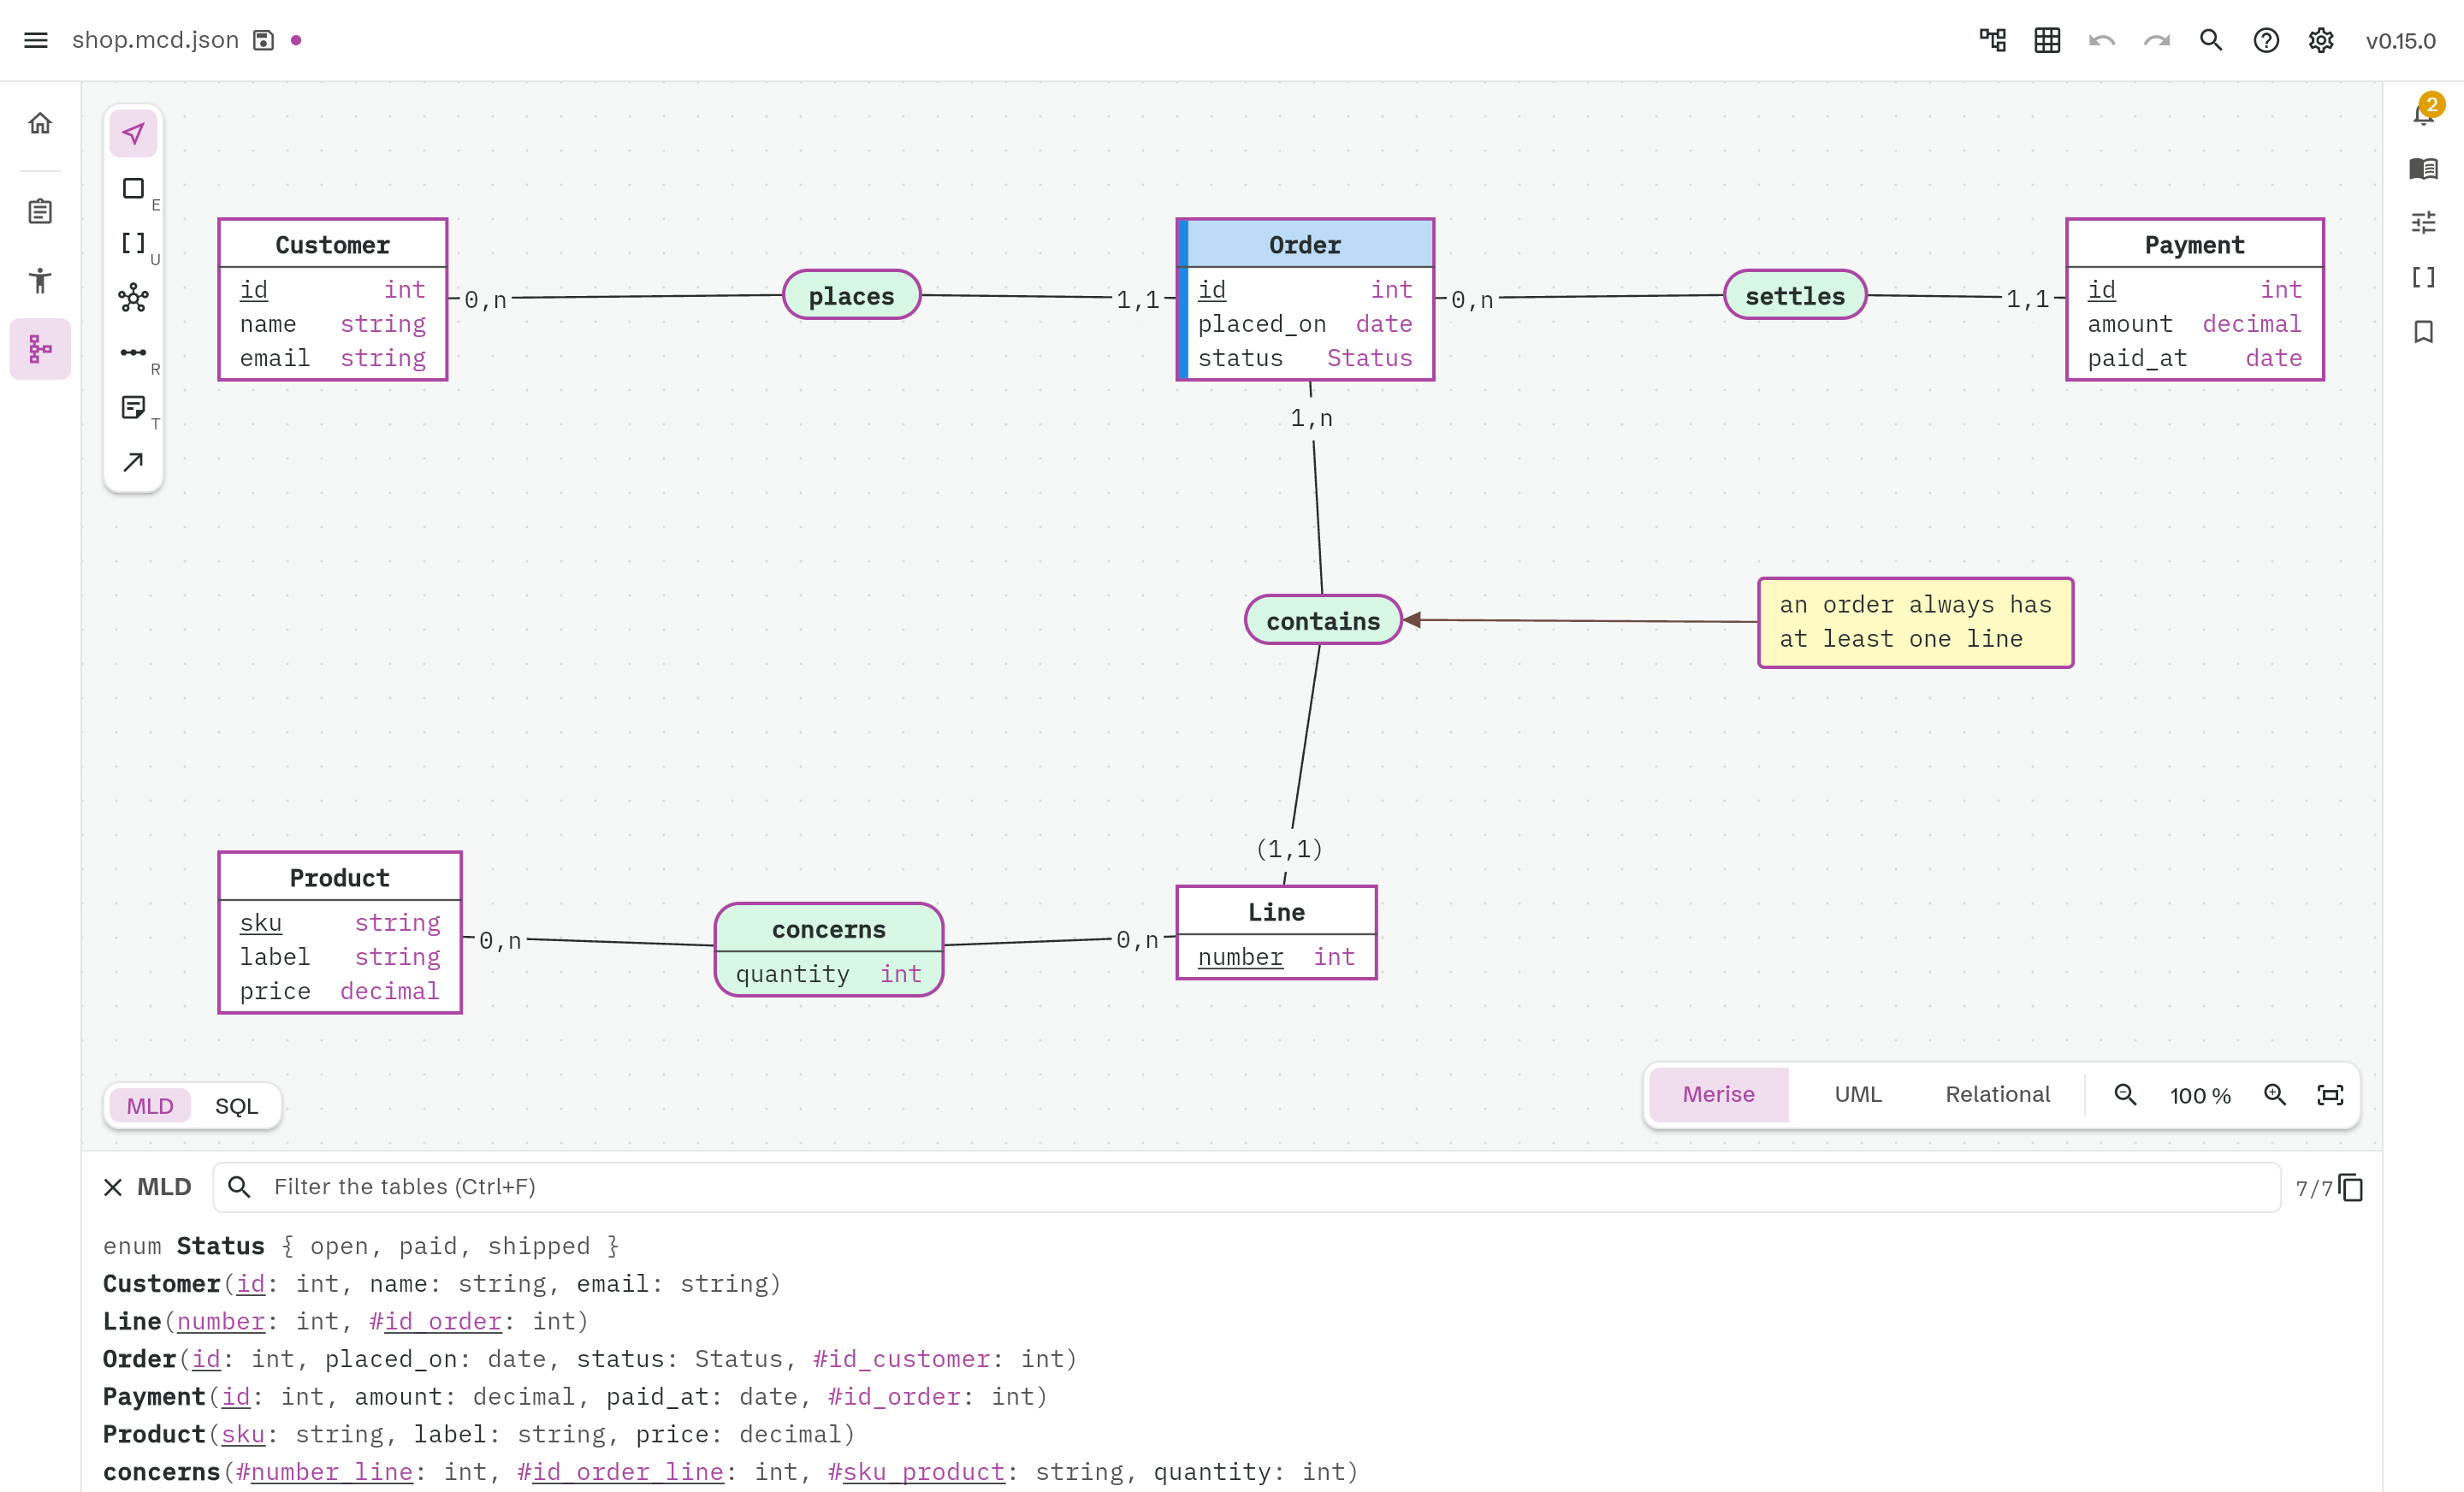 shop.mcd.json
v0.15.0
2
E
U
R
T
Customer
id int
name string
email string
0,n
places
1,1
Order
id int
placed_on date
status Status
0,n
settles
1,1
Payment
id int
amount decimal
paid_at date
1,n
contains
an order always has
at least one line
(1,1)
Product
sku string
label string
price decimal
0,n
concerns
quantity int
0,n
Line
number int
MLD SQL
Merise UML Relational 100 %
MLD Filter the tables (Ctrl+F) 7/7
enum Status { open, paid, shipped }
Customer(id: int, name: string, email: string)
Line(number: int, #id_order: int)
Order(id: int, placed_on: date, status: Status, #id_customer: int)
Payment(id: int, amount: decimal, paid_at: date, #id_order: int)
Product(sku: string, label: string, price: decimal)
concerns(#number_line: int, #id_order_line: int, #sku_product: string, quantity: int)